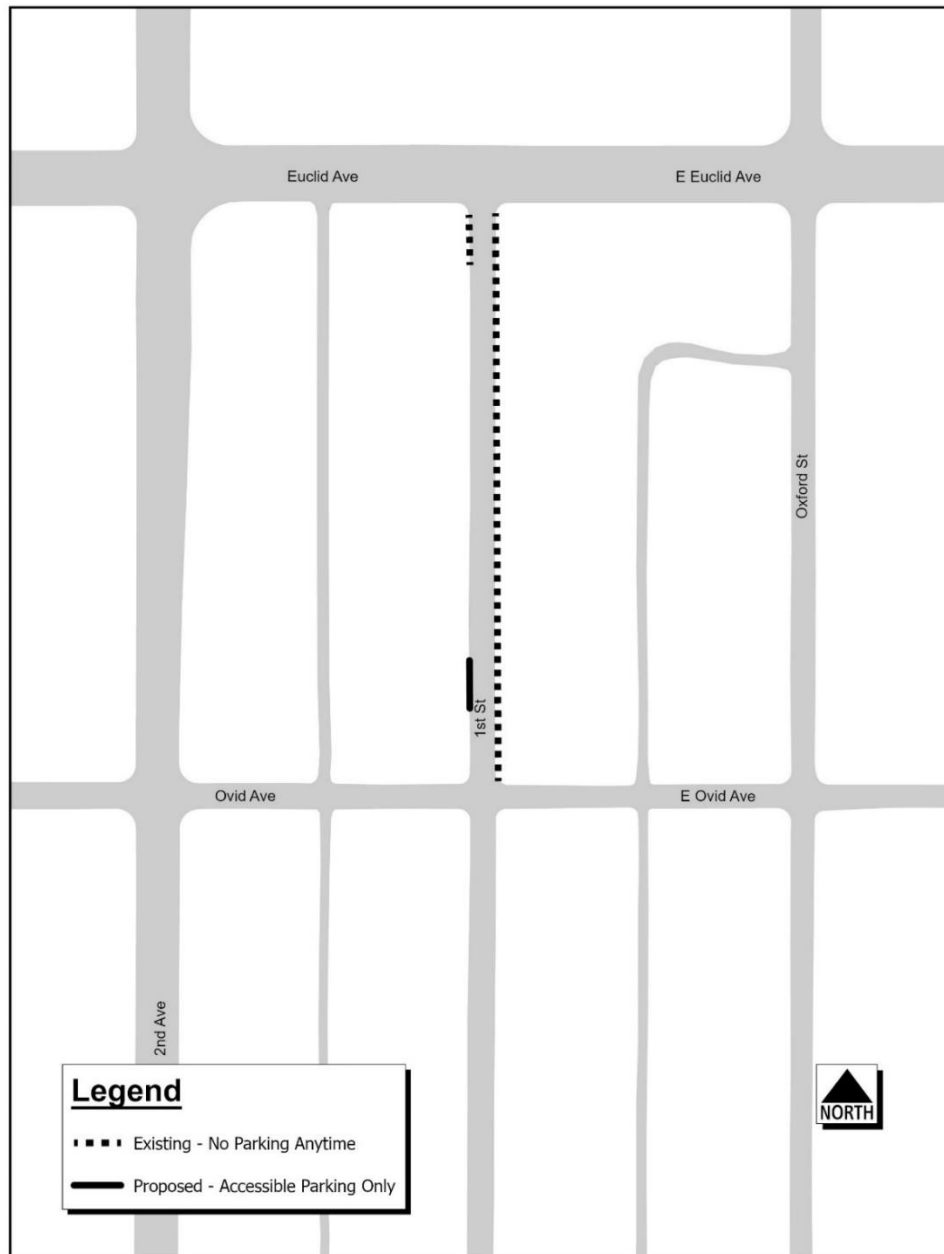 Euclid Ave
E Euclid Ave
Oxford St
1st St
Ovid Ave
E Ovid Ave
2nd Ave
Legend
Existing - No Parking Anytime
Proposed - Accessible Parking Only
NORTH